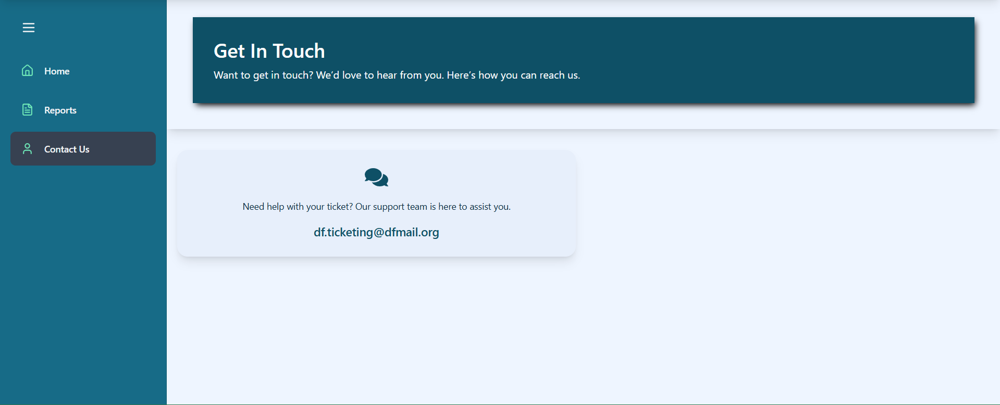 Home
Reports
Contact Us
Get In Touch
Want to get in touch? We’d love to hear from you. Here’s how you can reach us.
Need help with your ticket? Our support team is here to assist you.
df.ticketing@dfmail.org